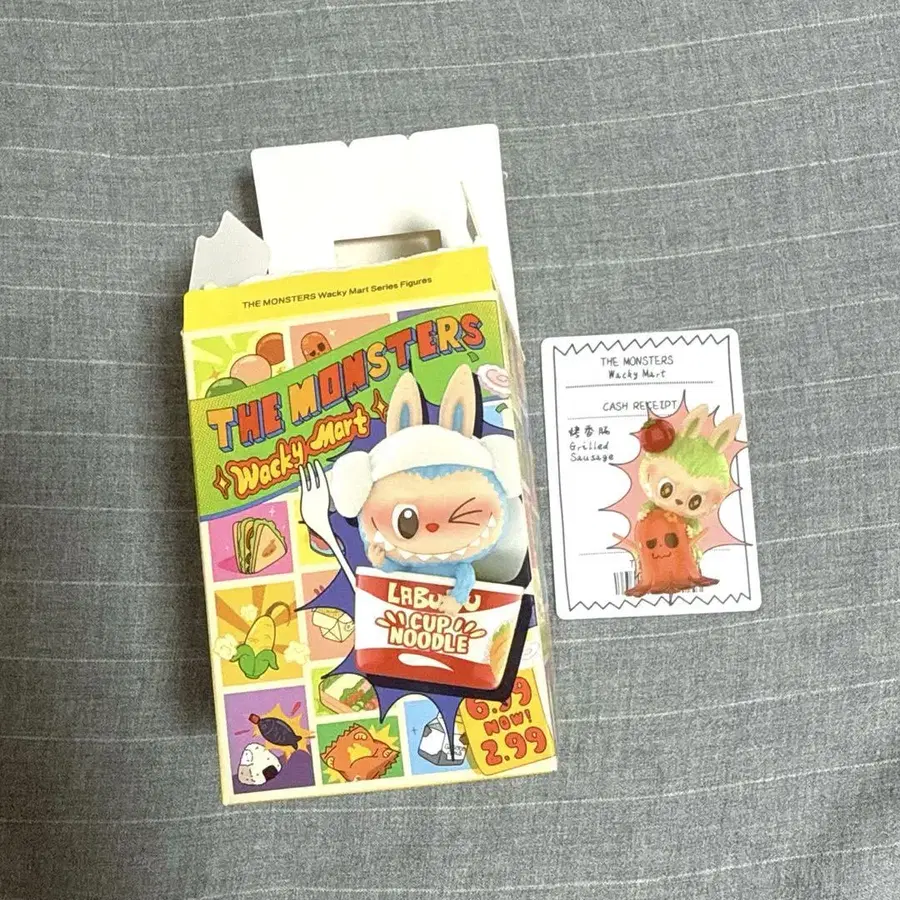 THE MONSTERS Wacky Mart Series Figures
THE MONSTERS
Wacky Mart
LABUBU
CUP
NOODLE
6.99
NOW!
2.99
THE MONSTERS
Wacky Mart
CASH RECEIPT
烤香肠
Grilled
Sausage